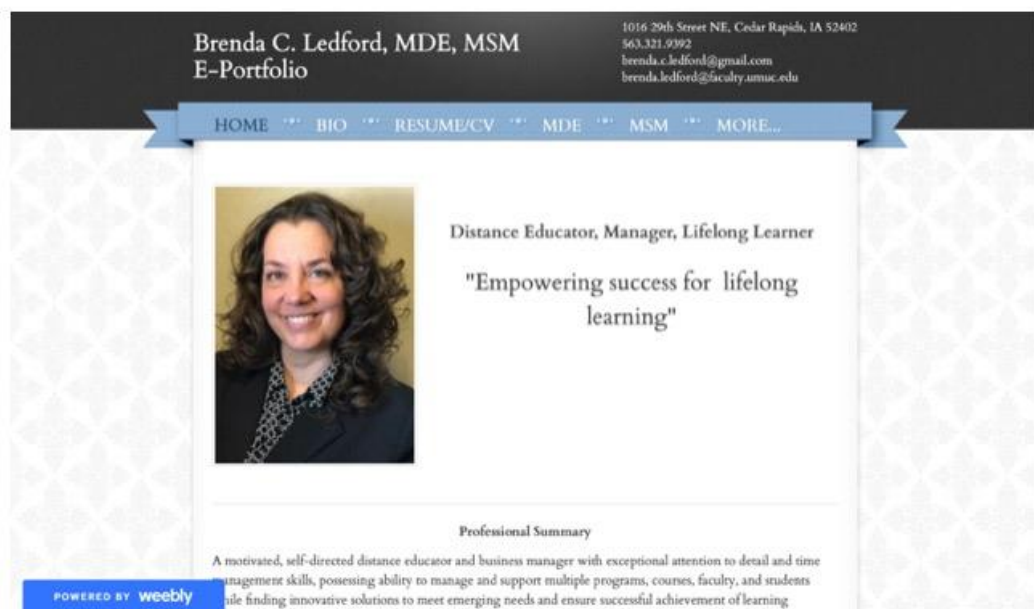 Brenda C. Ledford, MDE, MSM
E-Portfolio
1016 29th Street NE, Cedar Rapids, IA 52402
563.321.9392
brenda.c.ledford@gmail.com
brenda.ledford@faculty.umuc.edu
HOME BIO RESUME/CV MDE MSM MORE...
Distance Educator, Manager, Lifelong Learner
"Empowering success for lifelong
learning"
Professional Summary
A motivated, self-directed distance educator and business manager with exceptional attention to detail and time
management skills, possessing ability to manage and support multiple programs, courses, faculty, and students
while finding innovative solutions to meet emerging needs and ensure successful achievement of learning
POWERED BY weebly